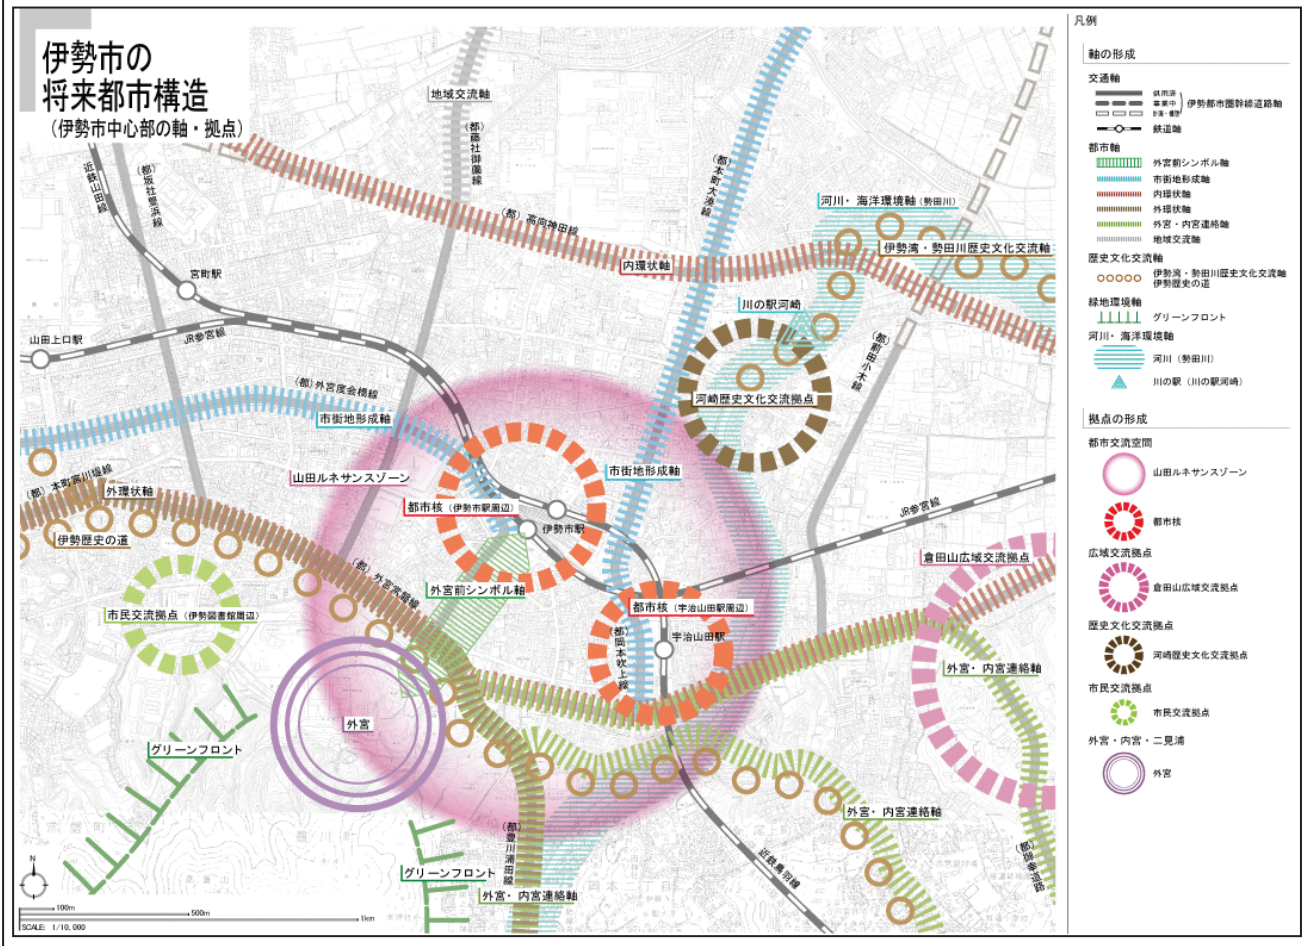 伊勢市の
将来都市構造
(伊勢市中心部の軸・拠点)
地域交流軸
(都)藤社御薗線
(都)本町大湊線
近鉄山田線
(都)坂社豊浜線
(都)高向神田線
内環状軸
河川・海洋環境軸(勢田川)
伊勢湾・勢田川歴史文化交流軸
宮町駅
川の駅河崎
山田上口駅
JR参宮線
(都)前田小木線
(都)外宮度会橋線
河崎歴史文化交流拠点
市街地形成軸
市街地形成軸
(都)本町宮川堤線
外環状軸
山田ルネサンスゾーン
都市核(伊勢市駅周辺)
伊勢市駅
JR参宮線
伊勢歴史の道
倉田山広域交流拠点
(都)外宮常磐線
外宮前シンボル軸
市民交流拠点(伊勢図書館周辺)
都市核(宇治山田駅周辺)
宇治山田駅
(都)岡本吹上線
外宮・内宮連絡軸
外宮
グリーンフロント
外宮・内宮連絡軸
(都)豊川浦田線
近鉄鳥羽線
グリーンフロント
外宮・内宮連絡軸
N
100m
500m
1km
SCALE: 1/10,000
凡例
軸の形成
交通軸
供用済
事業中
伊勢都市圏幹線道路軸
鉄道軸
都市軸
外宮前シンボル軸
市街地形成軸
内環状軸
外環状軸
外宮・内宮連絡軸
地域交流軸
歴史文化交流軸
伊勢湾・勢田川歴史文化交流軸
伊勢歴史の道
緑地環境軸
グリーンフロント
河川・海洋環境軸
河川(勢田川)
川の駅(川の駅河崎)
拠点の形成
都市交流空間
山田ルネサンスゾーン
都市核
広域交流拠点
倉田山広域交流拠点
歴史文化交流拠点
河崎歴史文化交流拠点
市民交流拠点
市民交流拠点
外宮・内宮・二見浦
外宮